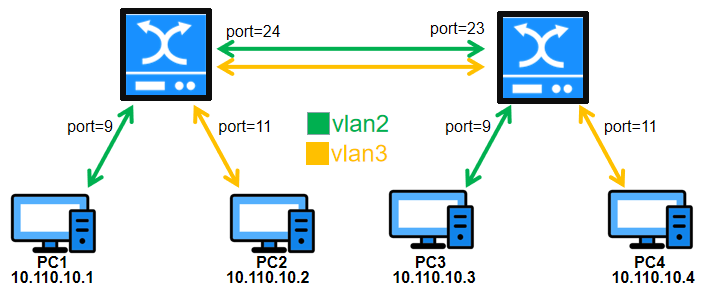 port=24
port=23
port=9
port=11
vlan2
vlan3
port=9
port=11
PC1
10.110.10.1
PC2
10.110.10.2
PC3
10.110.10.3
PC4
10.110.10.4